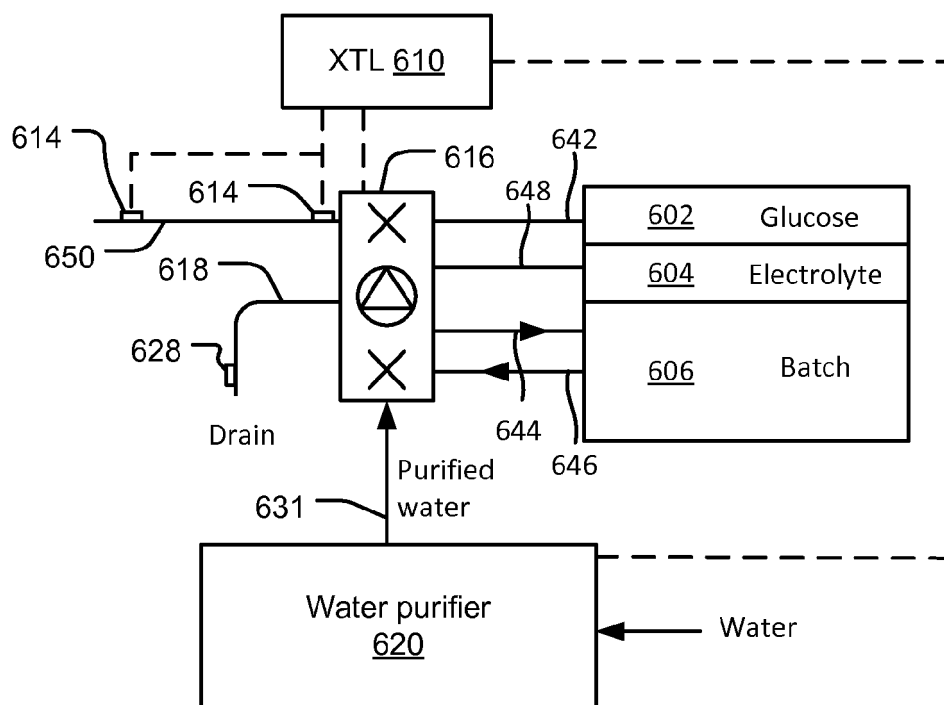 XTL 610
614
616
642
614
648
602 Glucose
650
618
604 Electrolyte
628
606 Batch
Drain
644
Purified
water
646
631
Water purifier
620
Water